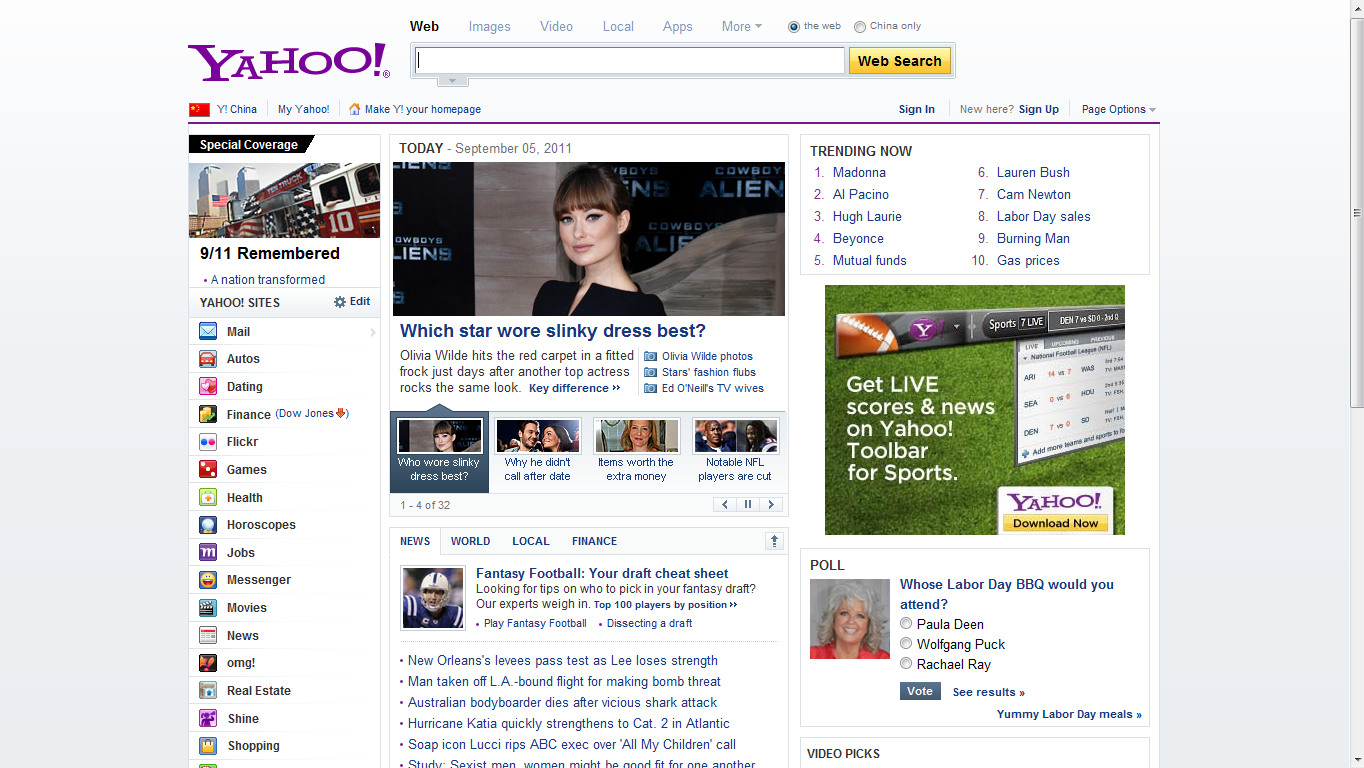 Web Images Video Local Apps More the web China only
YAHOO!®
Web Search
Y! China My Yahoo! Make Y! your homepage Sign In New here? Sign Up Page Options
Special Coverage
10
9/11 Remembered
• A nation transformed
YAHOO! SITES Edit
Mail
Autos
Dating
Finance (Dow Jones)
Flickr
Games
Health
Horoscopes
Jobs
Messenger
Movies
News
omg!
Real Estate
Shine
Shopping
TODAY - September 05, 2011
COWBOYS
ALIENS
COWBOYS
ALIENS
Which star wore slinky dress best?
Olivia Wilde hits the red carpet in a fitted
frock just days after another top actress
rocks the same look. Key difference ››
Olivia Wilde photos
Stars' fashion flubs
Ed O'Neill's TV wives
Who wore slinky
dress best?
Why he didn't
call after date
Items worth the
extra money
Notable NFL
players are cut
1 - 4 of 32
NEWS WORLD LOCAL FINANCE
Fantasy Football: Your draft cheat sheet
Looking for tips on who to pick in your fantasy draft?
Our experts weigh in. Top 100 players by position ››
• Play Fantasy Football • Dissecting a draft
• New Orleans's levees pass test as Lee loses strength
• Man taken off L.A.-bound flight for making bomb threat
• Australian bodyboarder dies after vicious shark attack
• Hurricane Katia quickly strengthens to Cat. 2 in Atlantic
• Soap icon Lucci rips ABC exec over 'All My Children' call
• Study: Sexist men, women might be good fit for one another
TRENDING NOW
1. Madonna
2. Al Pacino
3. Hugh Laurie
4. Beyonce
5. Mutual funds
6. Lauren Bush
7. Cam Newton
8. Labor Day sales
9. Burning Man
10. Gas prices
Y! Sports 7 LIVE DEN 7 vs SD 0 - 2nd Q
LIVE UPCOMING PREVIOUS
National Football League (NFL)
ARI 14 vs 7 WAS
SEA 0 vs 6 HOU
DEN 7 vs 0 SD
Add more teams and sports to
Get LIVE
scores & news
on Yahoo!
Toolbar
for Sports.
YAHOO!
Download Now
POLL
Whose Labor Day BBQ would you
attend?
Paula Deen
Wolfgang Puck
Rachael Ray
Vote See results »
Yummy Labor Day meals »
VIDEO PICKS